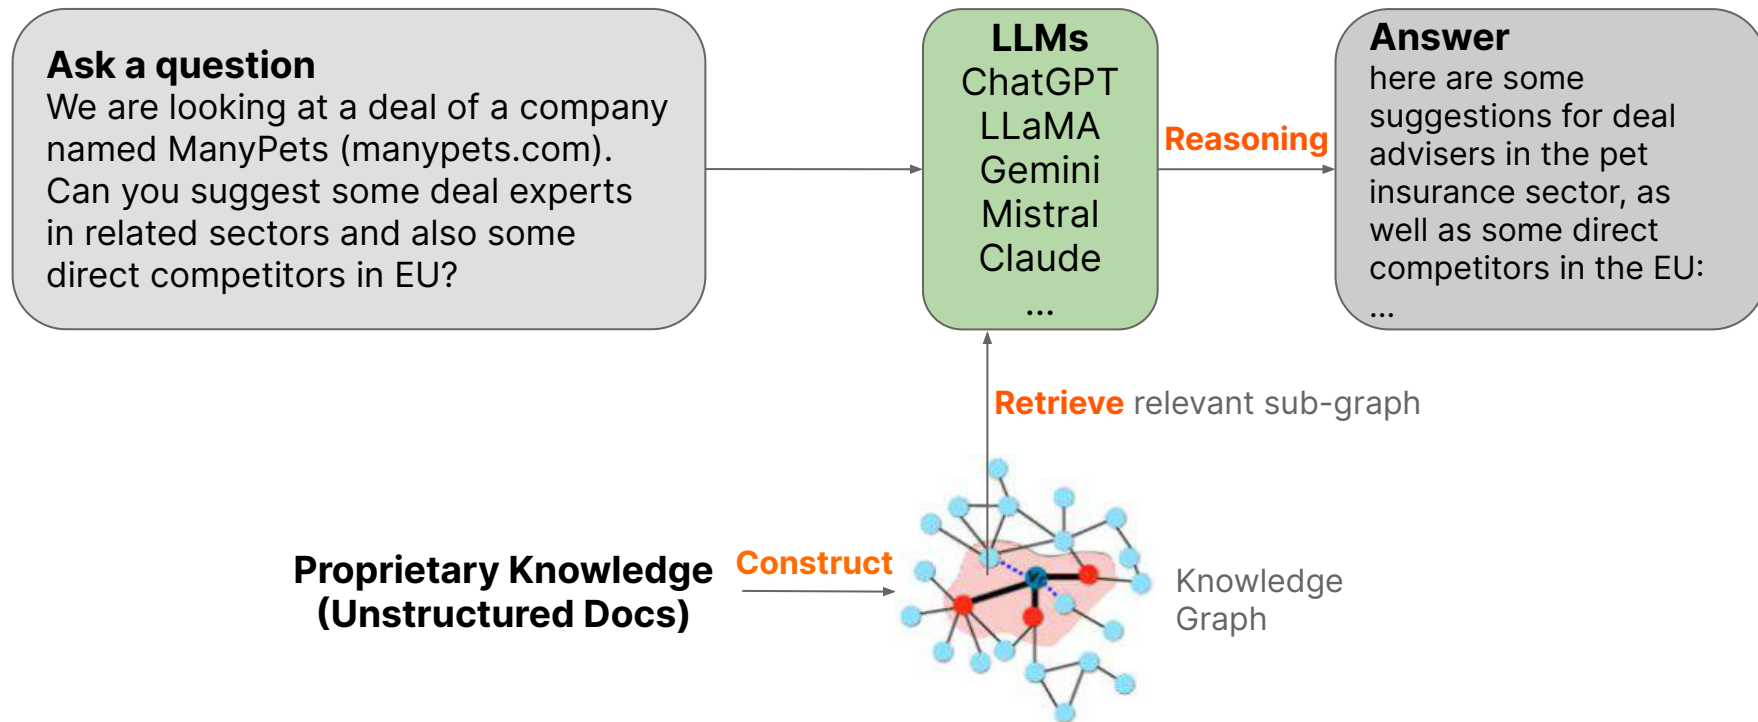 Ask a question
We are looking at a deal of a company
named ManyPets (manypets.com).
Can you suggest some deal experts
in related sectors and also some
direct competitors in EU?
LLMs
ChatGPT
LLaMA
Gemini
Mistral
Claude
...
Reasoning
Answer
here are some
suggestions for deal
advisers in the pet
insurance sector, as
well as some direct
competitors in the EU:
...
Retrieve relevant sub-graph
Proprietary Knowledge
(Unstructured Docs)
Construct
Knowledge
Graph